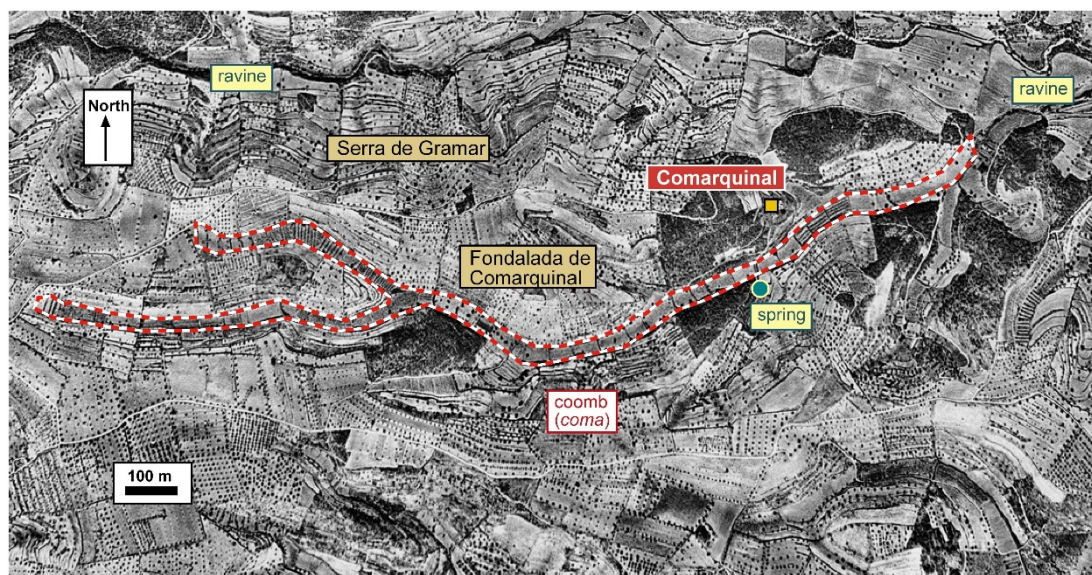 ravine
ravine
North
Serra de Gramar
Comarquinal
Fondalada de
Comarquinal
spring
coomb
(coma)
100 m